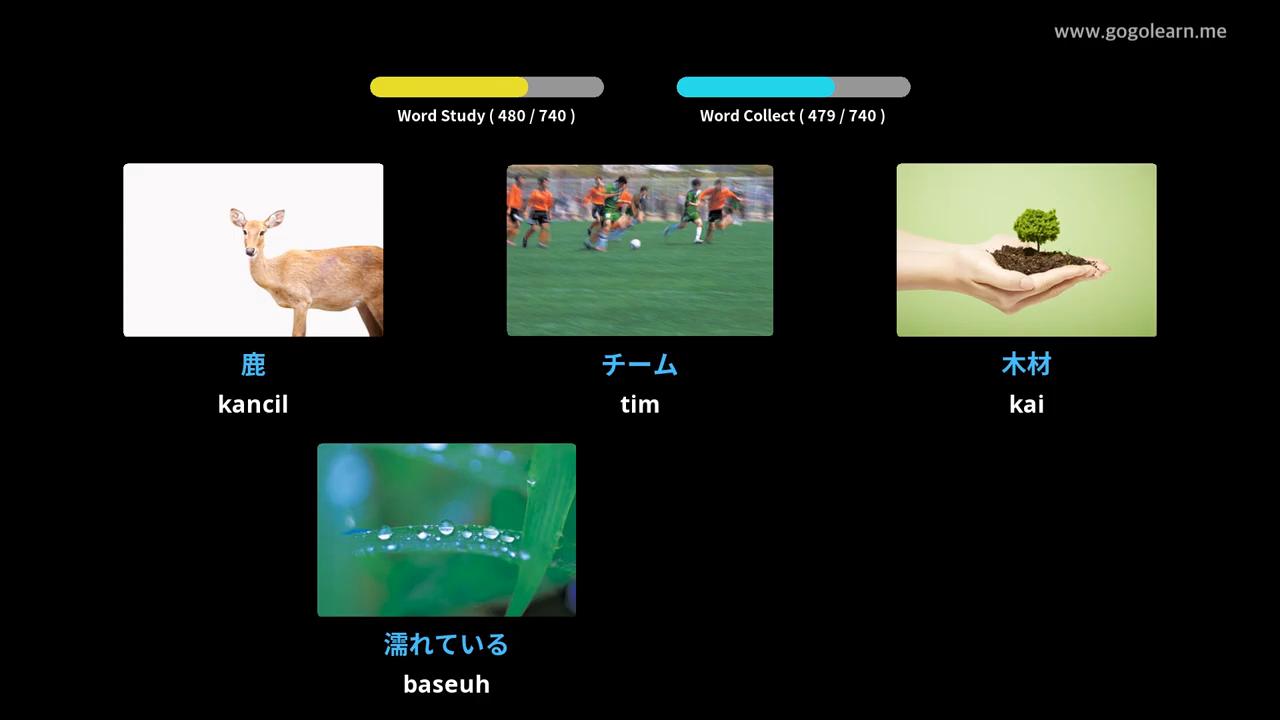 www.gogolearn.me
Word Study ( 480 / 740 )
Word Collect ( 479 / 740 )
鹿
kancil
チーム
tim
木材
kai
濡れている
baseuh